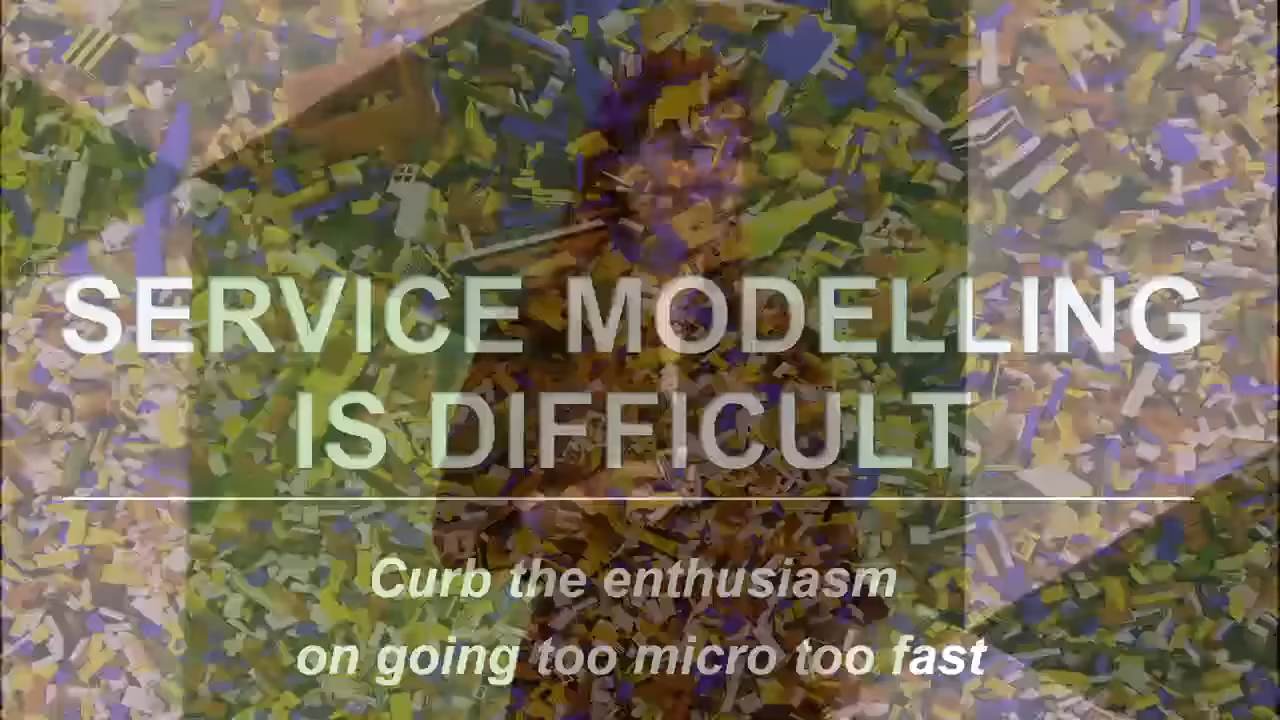 SERVICE MODELLING
IS DIFFICULT
Curb the enthusiasm
on going too micro too fast